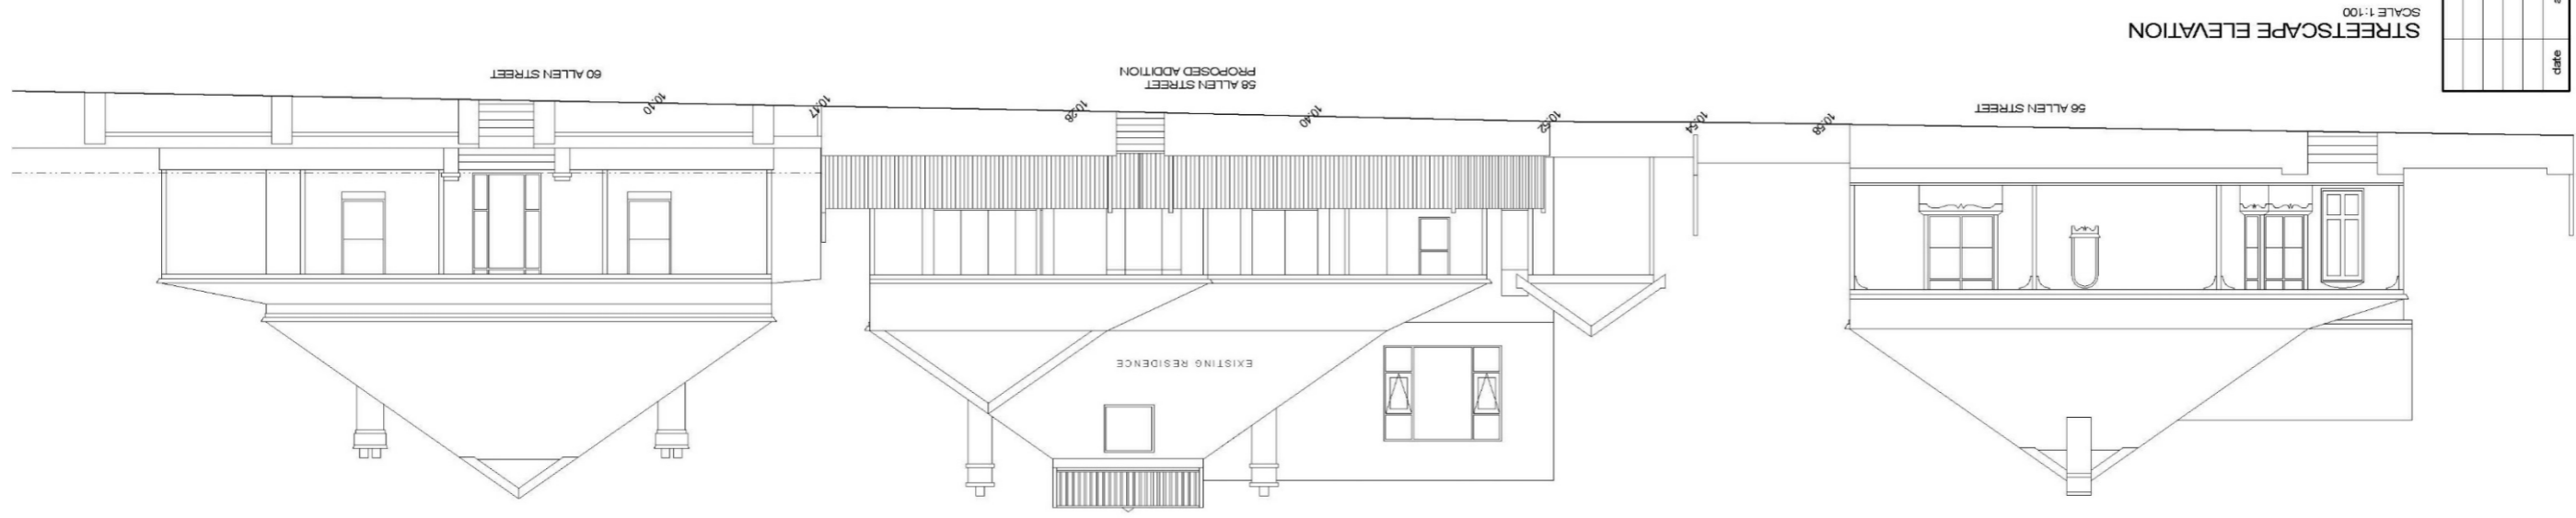 EXISTING RESIDENCE
56 ALLEN STREET
10.58
10.54
10.52
10.40
10.28
10.17
10.10
58 ALLEN STREET
PROPOSED ADDITION
60 ALLEN STREET
STREETSCAPE ELEVATION
SCALE:1:100
date